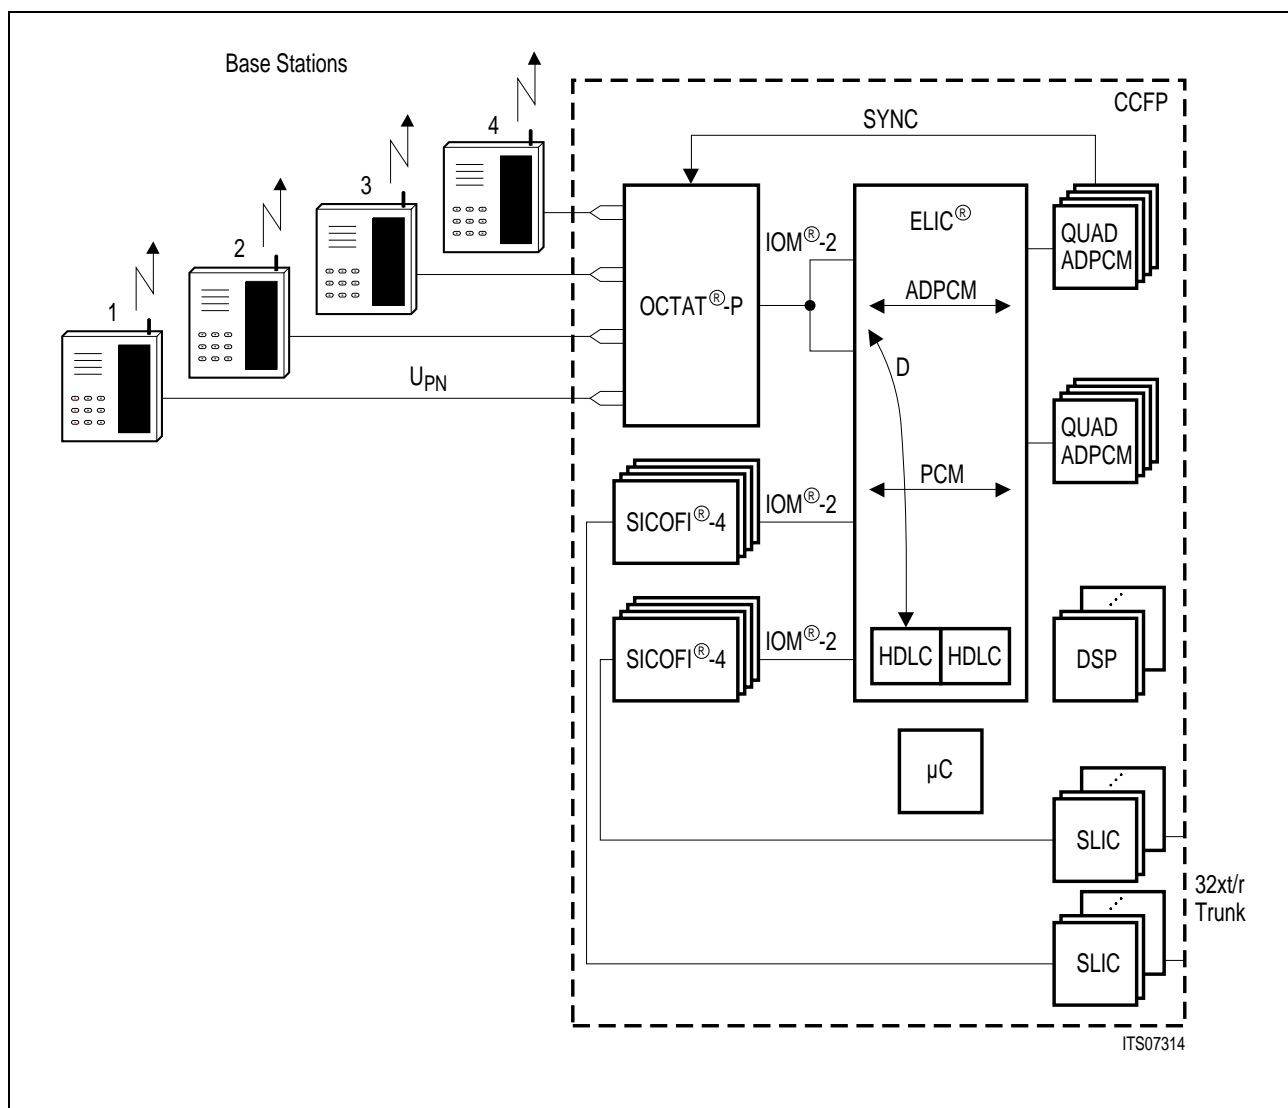 Base Stations
CCFP
4
SYNC
3
2
1
QUAD
ADPCM
ELIC®
IOM®-2
OCTAT®-P
ADPCM
D
U_PN
QUAD
ADPCM
PCM
SICOFI®-4
IOM®-2
SICOFI®-4
IOM®-2
HDLC
HDLC
DSP
µC
SLIC
32xt/r
Trunk
SLIC
ITS07314